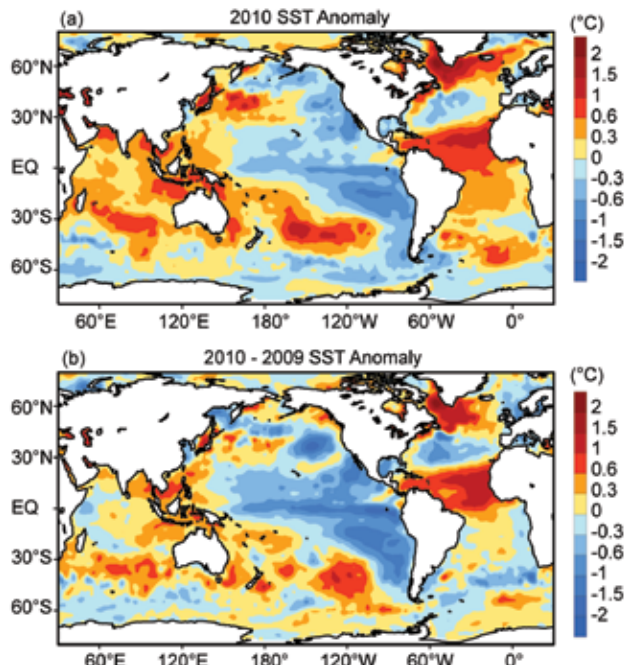 (a) 2010 SST Anomaly (°C)
60°N
30°N
EQ
30°S
60°S
2
1.5
1
0.6
0.3
0
-0.3
-0.6
-1
-1.5
-2
60°E 120°E 180° 120°W 60°W 0°
(b) 2010 - 2009 SST Anomaly (°C)
60°N
30°N
EQ
30°S
60°S
2
1.5
1
0.6
0.3
0
-0.3
-0.6
-1
-1.5
-2
60°E 120°E 180° 120°W 60°W 0°